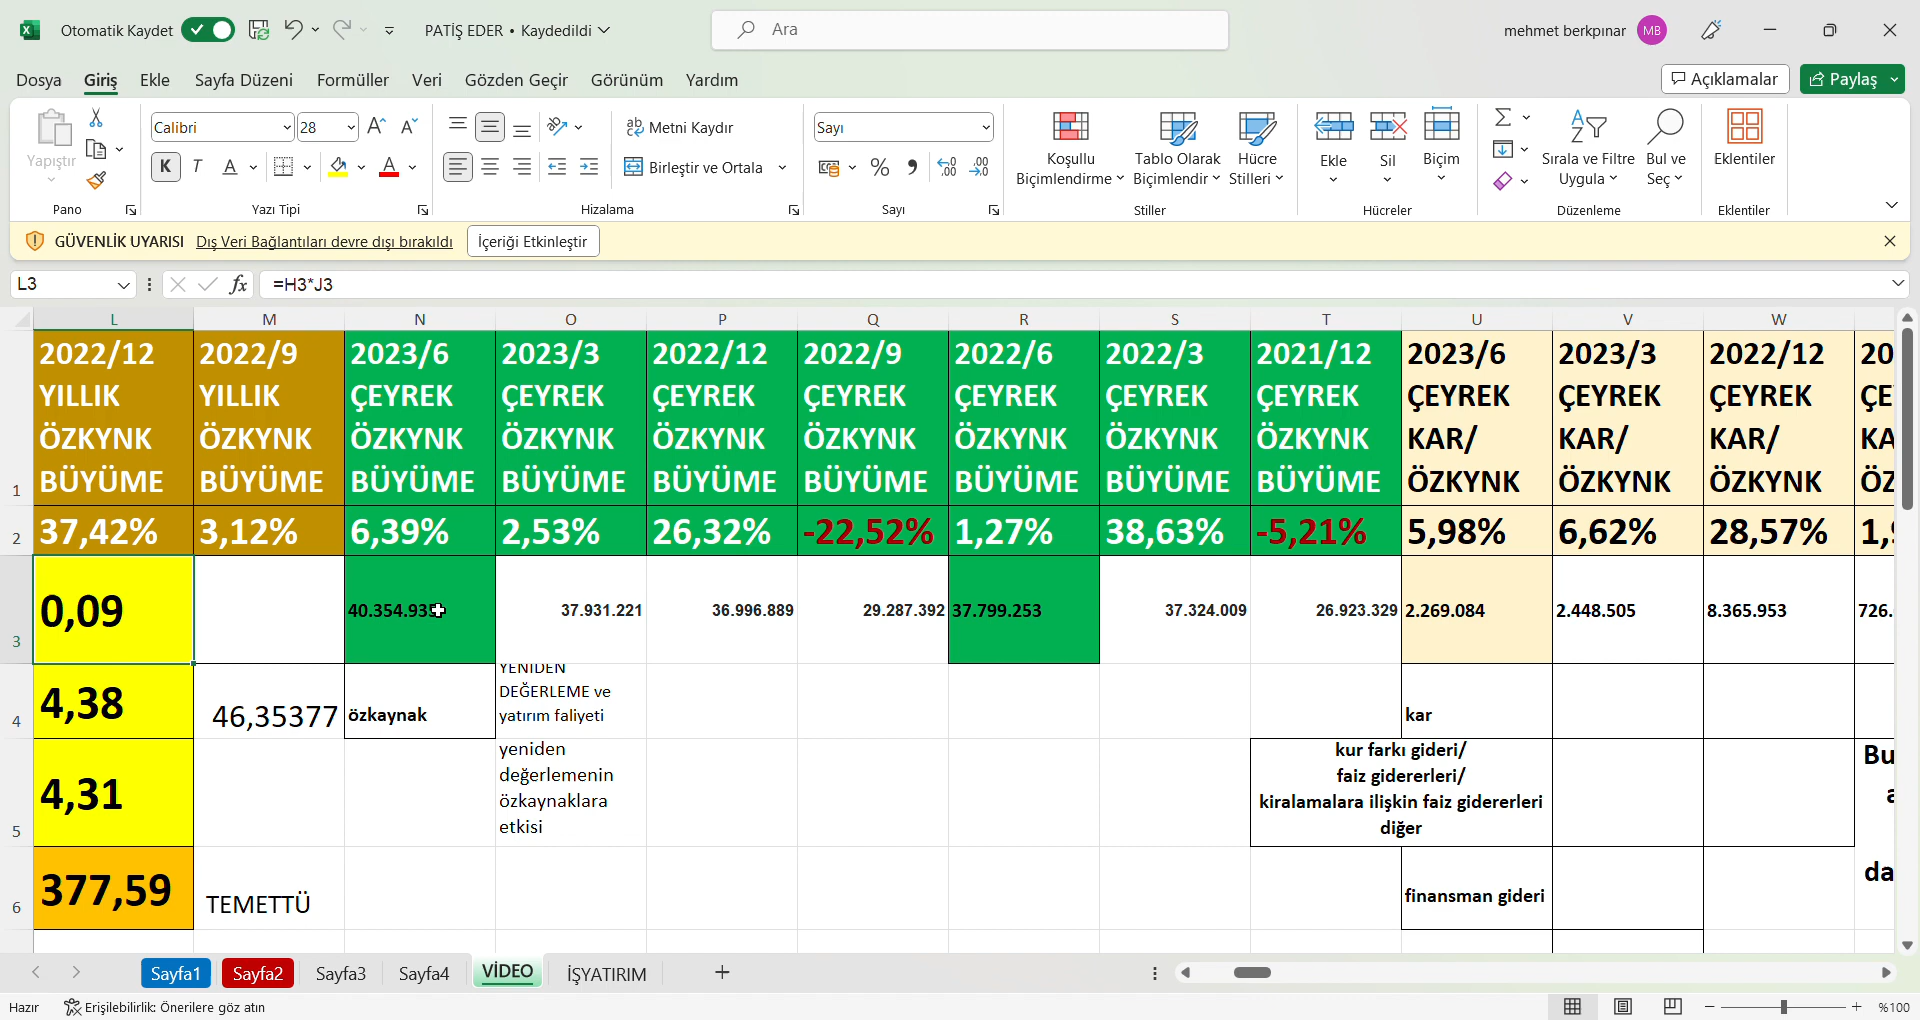 Otomatik Kaydet
PATİŞ EDER • Kaydedildi
Ara
mehmet berkpınar
MB
Dosya Giriş Ekle Sayfa Düzeni Formüller Veri Gözden Geçir Görünüm Yardım
Açıklamalar
Paylaş
Yapıştır
Pano
Calibri
28
K T A
Yazı Tipi
Metni Kaydır
Birleştir ve Ortala
Hizalama
Sayı
Sayı
Koşullu
Biçimlendirme
Tablo Olarak
Biçimlendir
Hücre
Stilleri
Stiller
Ekle
Sil
Biçim
Hücreler
Sırala ve Filtre
Uygula
Bul ve
Seç
Düzenleme
Eklentiler
Eklentiler
GÜVENLİK UYARISI Dış Veri Bağlantıları devre dışı bırakıldı İçeriği Etkinleştir
L3
fx
=H3*J3
L M N O P Q R S T U V W
1
2022/12
YILLIK
ÖZKYNK
BÜYÜME
2022/9
YILLIK
ÖZKYNK
BÜYÜME
2023/6
ÇEYREK
ÖZKYNK
BÜYÜME
2023/3
ÇEYREK
ÖZKYNK
BÜYÜME
2022/12
ÇEYREK
ÖZKYNK
BÜYÜME
2022/9
ÇEYREK
ÖZKYNK
BÜYÜME
2022/6
ÇEYREK
ÖZKYNK
BÜYÜME
2022/3
ÇEYREK
ÖZKYNK
BÜYÜME
2021/12
ÇEYREK
ÖZKYNK
BÜYÜME
2023/6
ÇEYREK
KAR/
ÖZKYNK
2023/3
ÇEYREK
KAR/
ÖZKYNK
2022/12
ÇEYREK
KAR/
ÖZKYNK
20
ÇE
KA
ÖZ
2 37,42% 3,12% 6,39% 2,53% 26,32% -22,52% 1,27% 38,63% -5,21% 5,98% 6,62% 28,57%
3 0,09 37.931.221 36.996.889 29.287.392 37.799.253 37.324.009 26.923.329 2.269.084 2.448.505 8.365.953 726.
4 4,38 46,35377 özkaynak
YENİDEN
DEĞERLEME ve
yatırım faliyeti
kar
5 4,31
yeniden
değerlemenin
özkaynaklara
etkisi
kur farkı gideri/
faiz gidererleri/
kiralamalara ilişkin faiz gidererleri
diğer
Bu
6 377,59 TEMETTÜ finansman gideri
da
Sayfa1 Sayfa2 Sayfa3 Sayfa4 VİDEO İŞYATIRIM
Hazır
Erişilebilirlik: Önerilere göz atın
%100